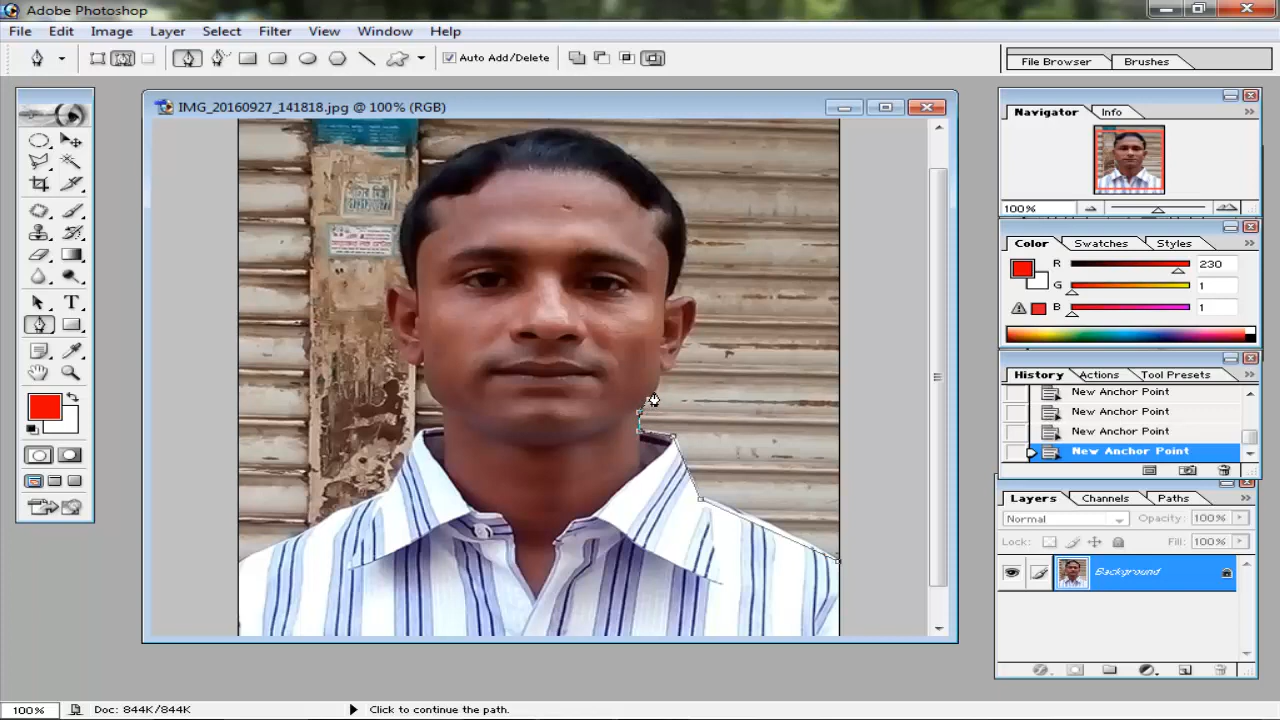 Adobe Photoshop
File Edit Image Layer Select Filter View Window Help
Auto Add/Delete
File Browser Brushes
IMG_20160927_141818.jpg @ 100% (RGB)
Navigator Info
100%
Color Swatches Styles
R 230
G 1
B 1
History Actions Tool Presets
New Anchor Point
New Anchor Point
New Anchor Point
New Anchor Point
Layers Channels Paths
Normal Opacity: 100%
Lock: Fill: 100%
Background
100% Doc: 844K/844K Click to continue the path.